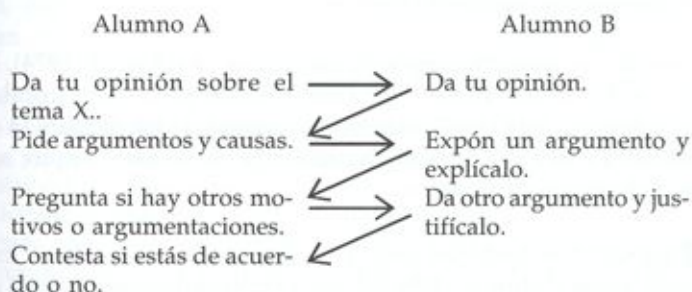 Alumno A
Alumno B
Da tu opinión sobre el
tema X..
Da tu opinión.
Pide argumentos y causas.
Expón un argumento y
explícalo.
Pregunta si hay otros mo-
tivos o argumentaciones.
Da otro argumento y jus-
tifícalo.
Contesta si estás de acuer-
do o no.